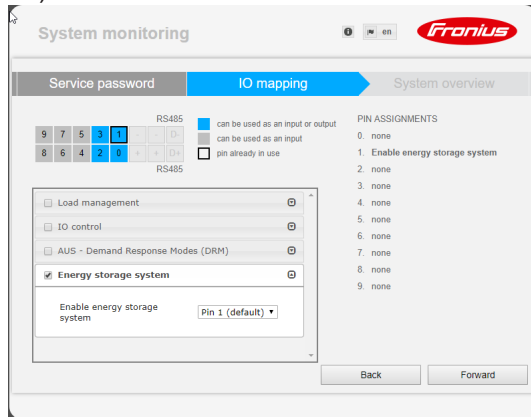 System monitoring
i en
Fronius
Service password
IO mapping
System overview
RS485
9 7 5 3 1 - - D-
8 6 4 2 0 + + D+
RS485
can be used as an input or output
can be used as an input
pin already in use
PIN ASSIGNMENTS
0. none
1. Enable energy storage system
2. none
3. none
4. none
5. none
6. none
7. none
8. none
9. none
Load management
IO control
AUS - Demand Response Modes (DRM)
Energy storage system
Enable energy storage
system
Pin 1 (default)
Back
Forward